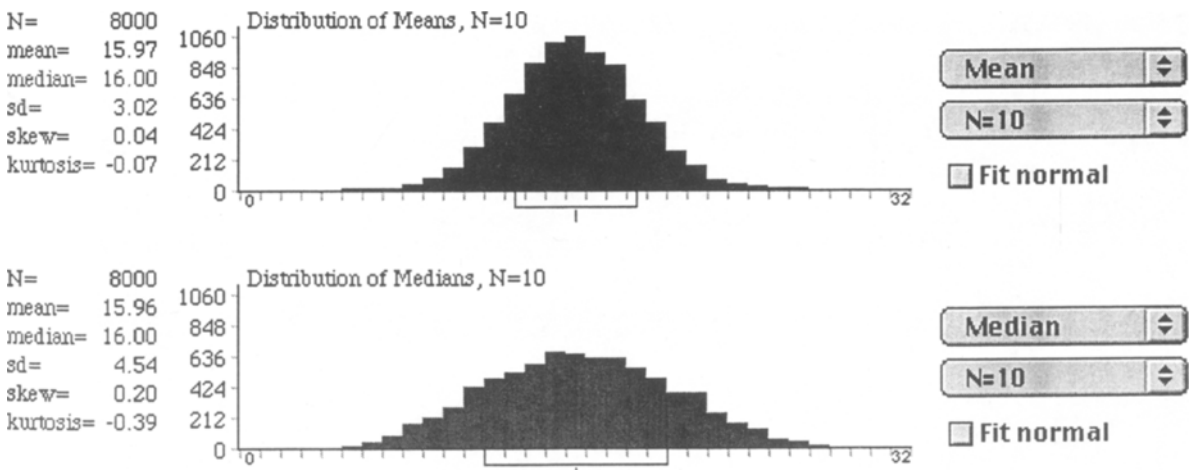 N= 8000
mean= 15.97
median= 16.00
sd= 3.02
skew= 0.04
kurtosis= -0.07
Distribution of Means, N=10
1060
848
636
424
212
0
0 32
Mean
N=10
Fit normal
N= 8000
mean= 15.96
median= 16.00
sd= 4.54
skew= 0.20
kurtosis= -0.39
Distribution of Medians, N=10
1060
848
636
424
212
0
0 32
Median
N=10
Fit normal